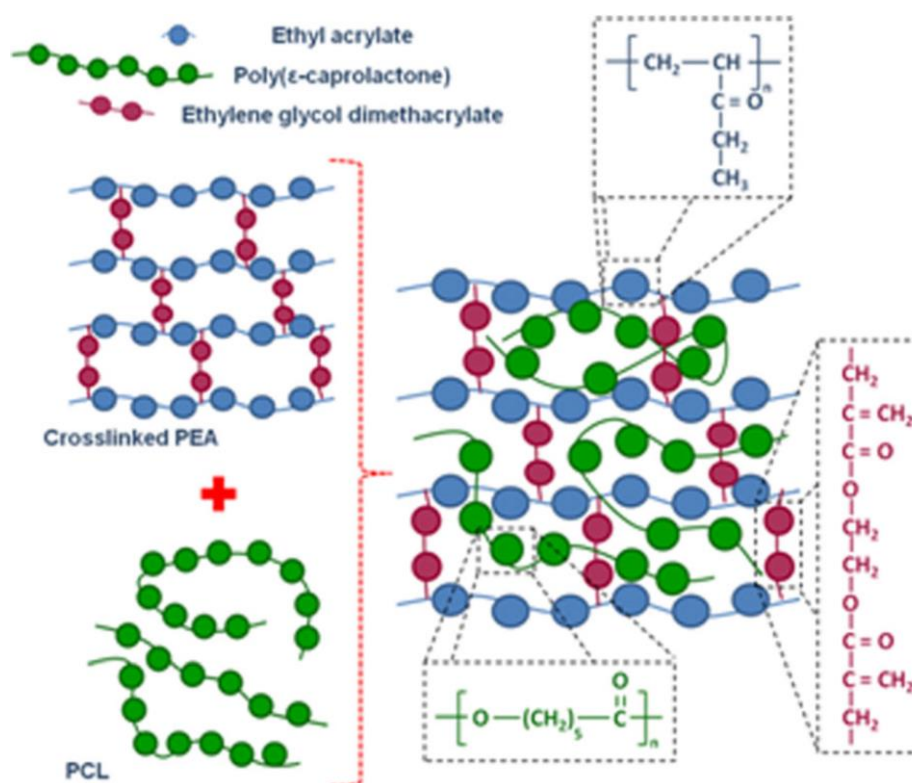 Ethyl acrylate
Poly(ε-caprolactone)
Ethylene glycol dimethacrylate
CH₂ — CH
n
C = O
CH₂
CH₃
Crosslinked PEA
PCL
CH₂
C = CH₂
C = O
O
CH₂
CH₂
O
C = O
C = CH₂
CH₂
O
O —(CH₂)₅— C
n